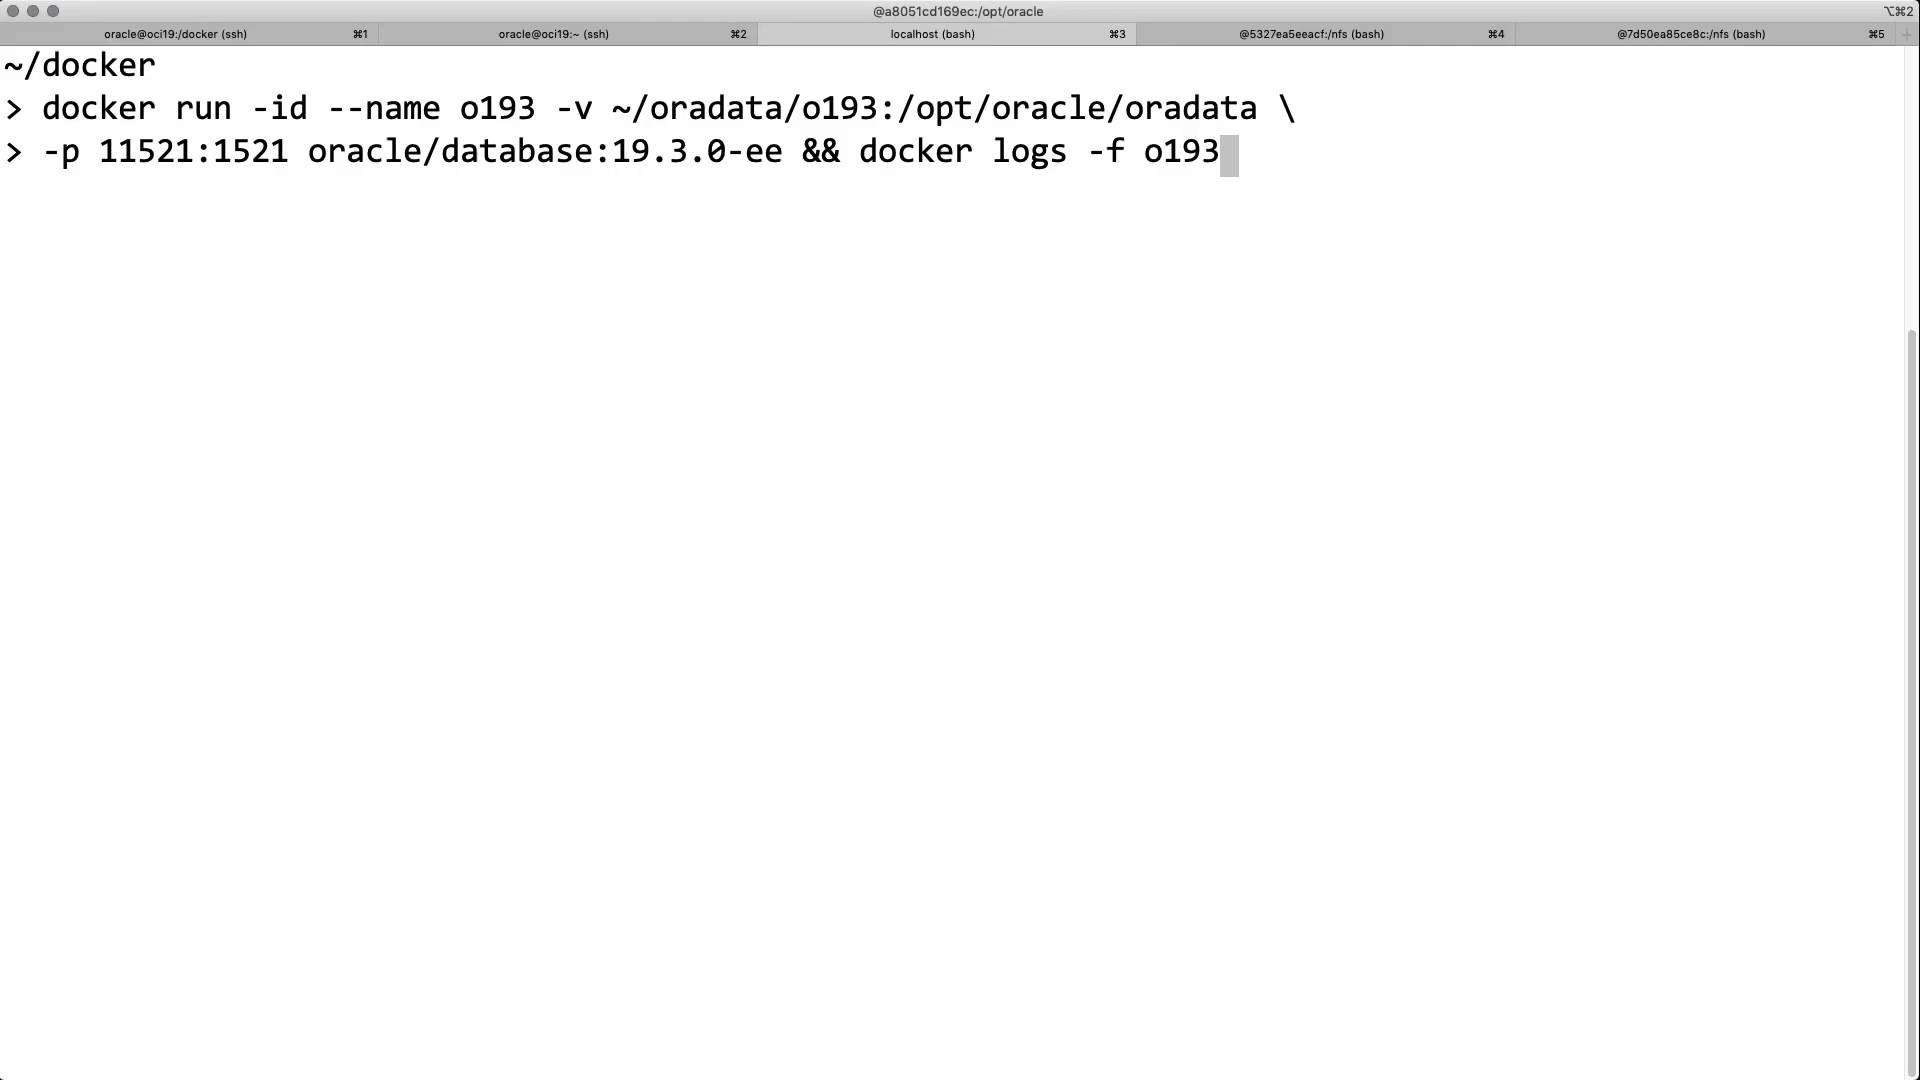 @a8051cd169ec:/opt/oracle ⌥⌘2
oracle@oci19:/docker (ssh) ⌘1 oracle@oci19:~ (ssh) ⌘2 localhost (bash) ⌘3 @5327ea5eeacf:/nfs (bash) ⌘4 @7d50ea85ce8c:/nfs (bash) ⌘5 +
~/docker
> docker run -id --name o193 -v ~/oradata/o193:/opt/oracle/oradata \
> -p 11521:1521 oracle/database:19.3.0-ee && docker logs -f o193